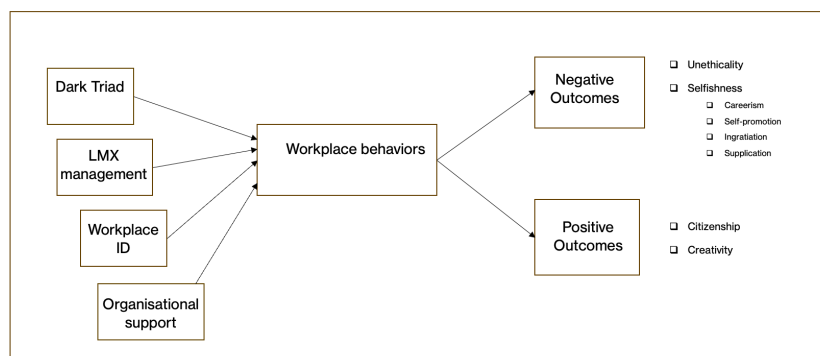 Dark Triad
LMX
management
Workplace
ID
Organisational
support
Workplace behaviors
Negative
Outcomes
❑ Unethicality
❑ Selfishness
❑ Careerism
❑ Self-promotion
❑ Ingratiation
❑ Supplication
Positive
Outcomes
❑ Citizenship
❑ Creativity